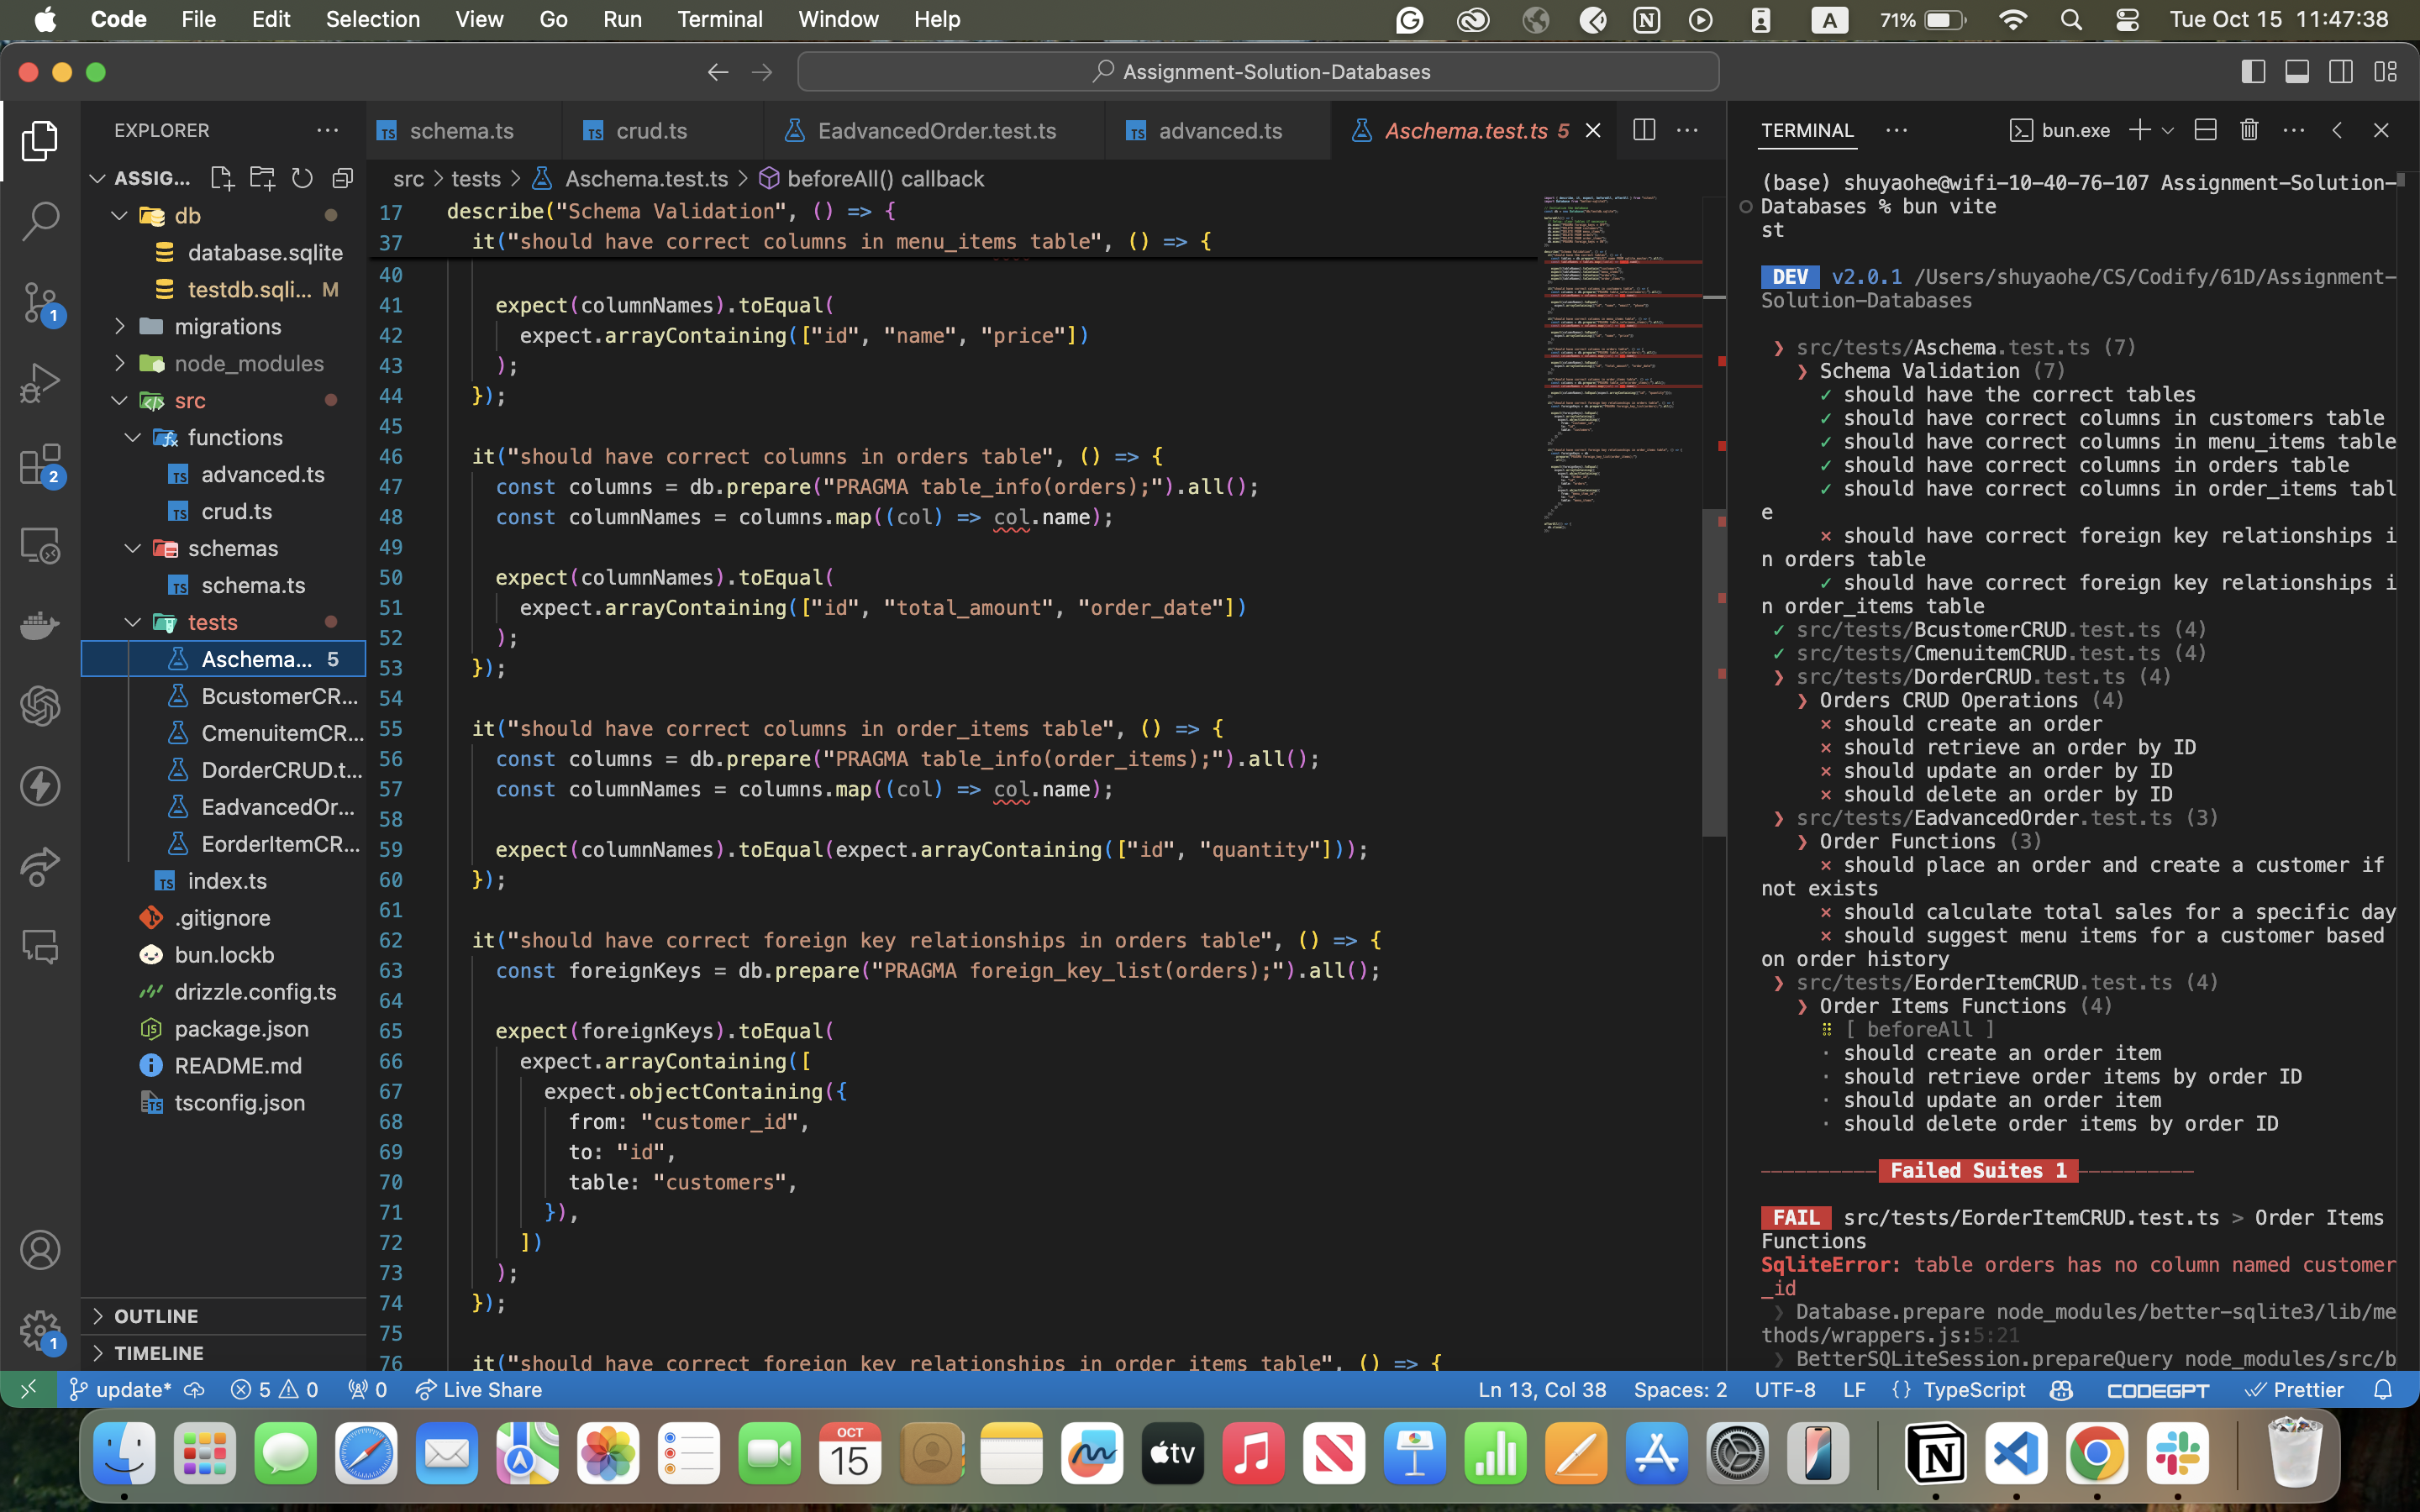 Code File Edit Selection View Go Run Terminal Window Help
A 71% Tue Oct 15 11:47:38
Assignment-Solution-Databases
EXPLORER
ASSIG...
db
database.sqlite
testdb.sqli... M
migrations
node_modules
src
functions
TS advanced.ts
TS crud.ts
schemas
TS schema.ts
tests
Aschema... 5
BcustomerCR...
CmenuitemCR...
DorderCRUD.t...
EadvancedOr...
EorderItemCR...
TS index.ts
.gitignore
bun.lockb
drizzle.config.ts
package.json
README.md
tsconfig.json
OUTLINE
TIMELINE
1
2
1
TS schema.ts
TS crud.ts
EadvancedOrder.test.ts
TS advanced.ts
Aschema.test.ts 5
src > tests > Aschema.test.ts > beforeAll() callback
17 describe("Schema Validation", () => {
37 it("should have correct columns in menu_items table", () => {
40
41 expect(columnNames).toEqual(
42 expect.arrayContaining(["id", "name", "price"])
43 );
44 });
45
46 it("should have correct columns in orders table", () => {
47 const columns = db.prepare("PRAGMA table_info(orders);").all();
48 const columnNames = columns.map((col) => col.name);
49
50 expect(columnNames).toEqual(
51 expect.arrayContaining(["id", "total_amount", "order_date"])
52 );
53 });
54
55 it("should have correct columns in order_items table", () => {
56 const columns = db.prepare("PRAGMA table_info(order_items);").all();
57 const columnNames = columns.map((col) => col.name);
58
59 expect(columnNames).toEqual(expect.arrayContaining(["id", "quantity"]));
60 });
61
62 it("should have correct foreign key relationships in orders table", () => {
63 const foreignKeys = db.prepare("PRAGMA foreign_key_list(orders);").all();
64
65 expect(foreignKeys).toEqual(
66 expect.arrayContaining([
67 expect.objectContaining({
68 from: "customer_id",
69 to: "id",
70 table: "customers",
71 }),
72 ])
73 );
74 });
75
76 it("should have correct foreign key relationships in order_items table", () => {
TERMINAL
bun.exe
(base) shuyaohe@wifi-10-40-76-107 Assignment-Solution-
Databases % bun vite
st
DEV v2.0.1 /Users/shuyaohe/CS/Codify/61D/Assignment-
Solution-Databases
❯ src/tests/Aschema.test.ts (7)
❯ Schema Validation (7)
✓ should have the correct tables
✓ should have correct columns in customers table
✓ should have correct columns in menu_items table
✓ should have correct columns in orders table
✓ should have correct columns in order_items tabl
e
× should have correct foreign key relationships i
n orders table
✓ should have correct foreign key relationships i
n order_items table
✓ src/tests/BcustomerCRUD.test.ts (4)
✓ src/tests/CmenuitemCRUD.test.ts (4)
❯ src/tests/DorderCRUD.test.ts (4)
❯ Orders CRUD Operations (4)
× should create an order
× should retrieve an order by ID
× should update an order by ID
× should delete an order by ID
❯ src/tests/EadvancedOrder.test.ts (3)
❯ Order Functions (3)
× should place an order and create a customer if
not exists
× should calculate total sales for a specific day
× should suggest menu items for a customer based
on order history
❯ src/tests/EorderItemCRUD.test.ts (4)
❯ Order Items Functions (4)
⠿ [ beforeAll ]
· should create an order item
· should retrieve order items by order ID
· should update an order item
· should delete order items by order ID
Failed Suites 1
FAIL src/tests/EorderItemCRUD.test.ts > Order Items
Functions
SqliteError: table orders has no column named customer
_id
❯ Database.prepare node_modules/better-sqlite3/lib/me
thods/wrappers.js:5:21
❯ BetterSQLiteSession.prepareQuery node_modules/src/b
update* 5 0 0 Live Share
Ln 13, Col 38 Spaces: 2 UTF-8 LF {} TypeScript CODEGPT Prettier
OCT
15
tv